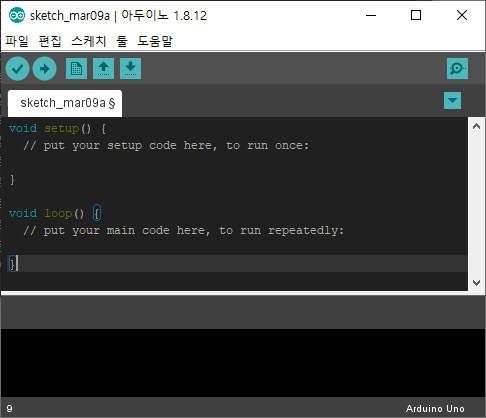 sketch_mar09a | 아두이노 1.8.12
파일 편집 스케치 툴 도움말
sketch_mar09a §
void setup() {
  // put your setup code here, to run once:
}
void loop() {
  // put your main code here, to run repeatedly:
}
9 Arduino Uno